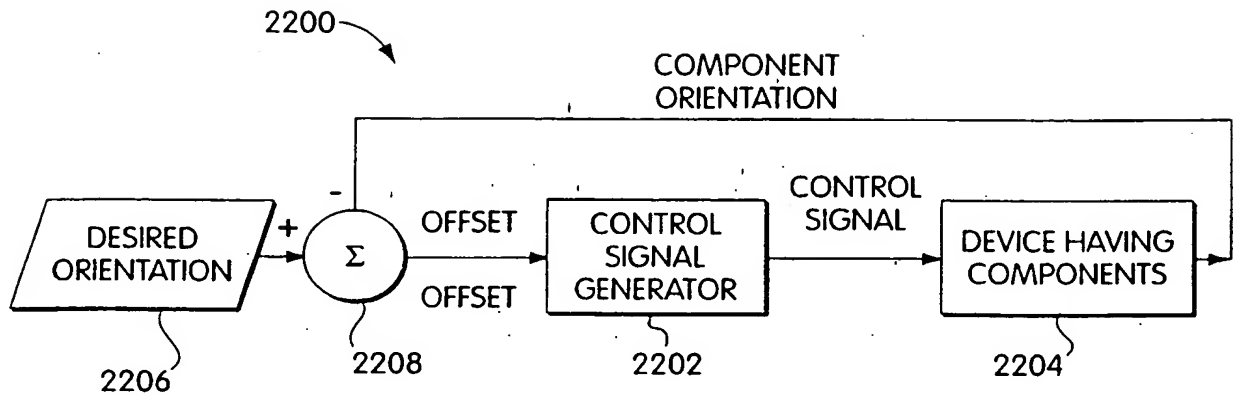 2200
COMPONENT
ORIENTATION
-
+
DESIRED
ORIENTATION
Σ
OFFSET
OFFSET
CONTROL
SIGNAL
GENERATOR
CONTROL
SIGNAL
DEVICE HAVING
COMPONENTS
2206
2208
2202
2204